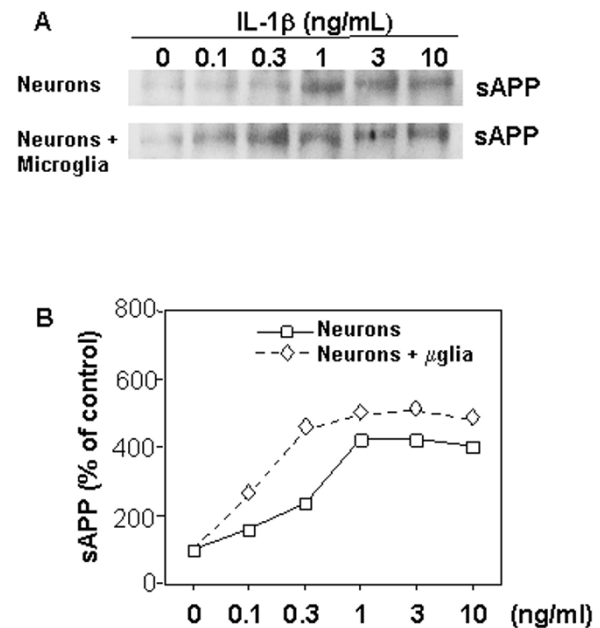 A
IL-1β (ng/mL)
0 0.1 0.3 1 3 10
Neurons
sAPP
Neurons +
Microglia
sAPP
B
800
600
400
200
0
sAPP (% of control)
Neurons
Neurons + μglia
0 0.1 0.3 1 3 10 (ng/ml)